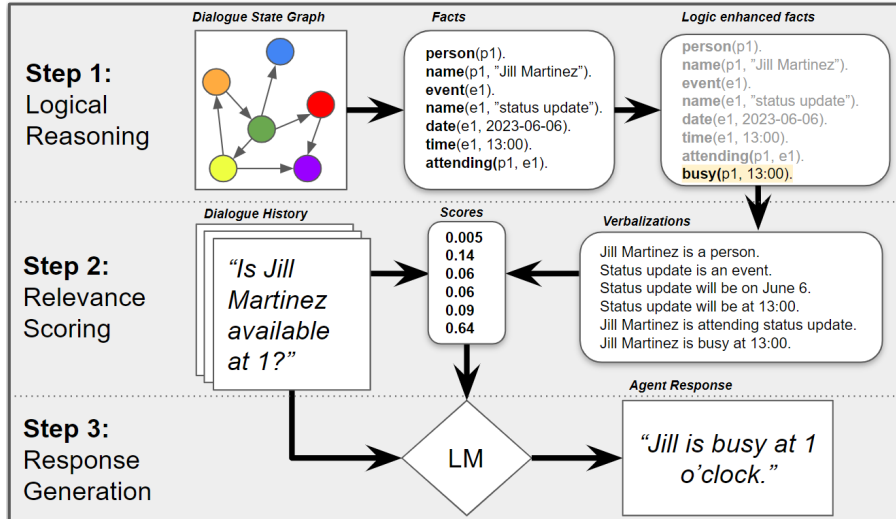 Dialogue State Graph
Facts
Logic enhanced facts
Step 1:
Logical
Reasoning
person(p1).
name(p1, "Jill Martinez").
event(e1).
name(e1, "status update").
date(e1, 2023-06-06).
time(e1, 13:00).
attending(p1, e1).
person(p1).
name(p1, "Jill Martinez").
event(e1).
name(e1, "status update").
date(e1, 2023-06-06).
time(e1, 13:00).
attending(p1, e1).
busy(p1, 13:00).
Dialogue History
Scores
Verbalizations
Step 2:
Relevance
Scoring
"Is Jill
Martinez
available
at 1?"
0.005
0.14
0.06
0.06
0.09
0.64
Jill Martinez is a person.
Status update is an event.
Status update will be on June 6.
Status update will be at 13:00.
Jill Martinez is attending status update.
Jill Martinez is busy at 13:00.
Step 3:
Response
Generation
LM
Agent Response
"Jill is busy at 1
o'clock."